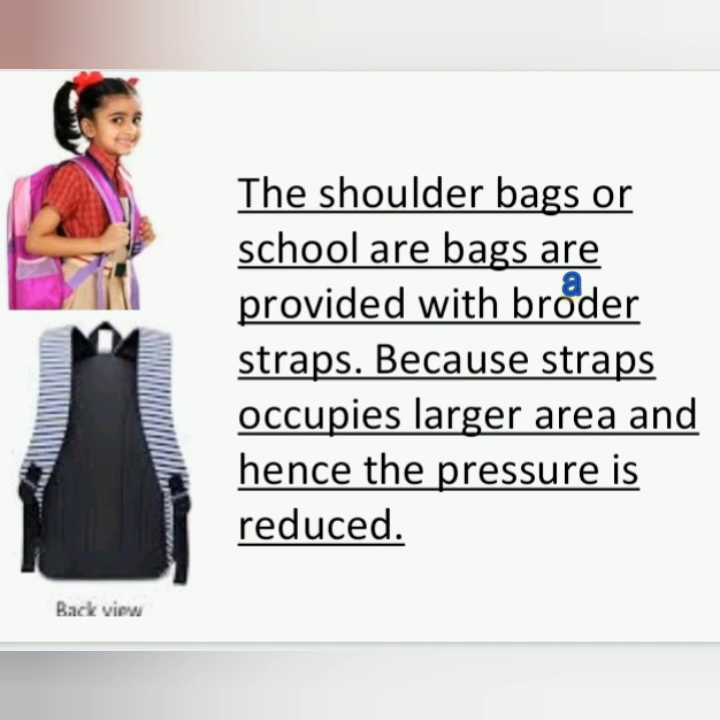 The shoulder bags or
school are bags are
provided with broader
straps. Because straps
occupies larger area and
hence the pressure is
reduced.
Back view